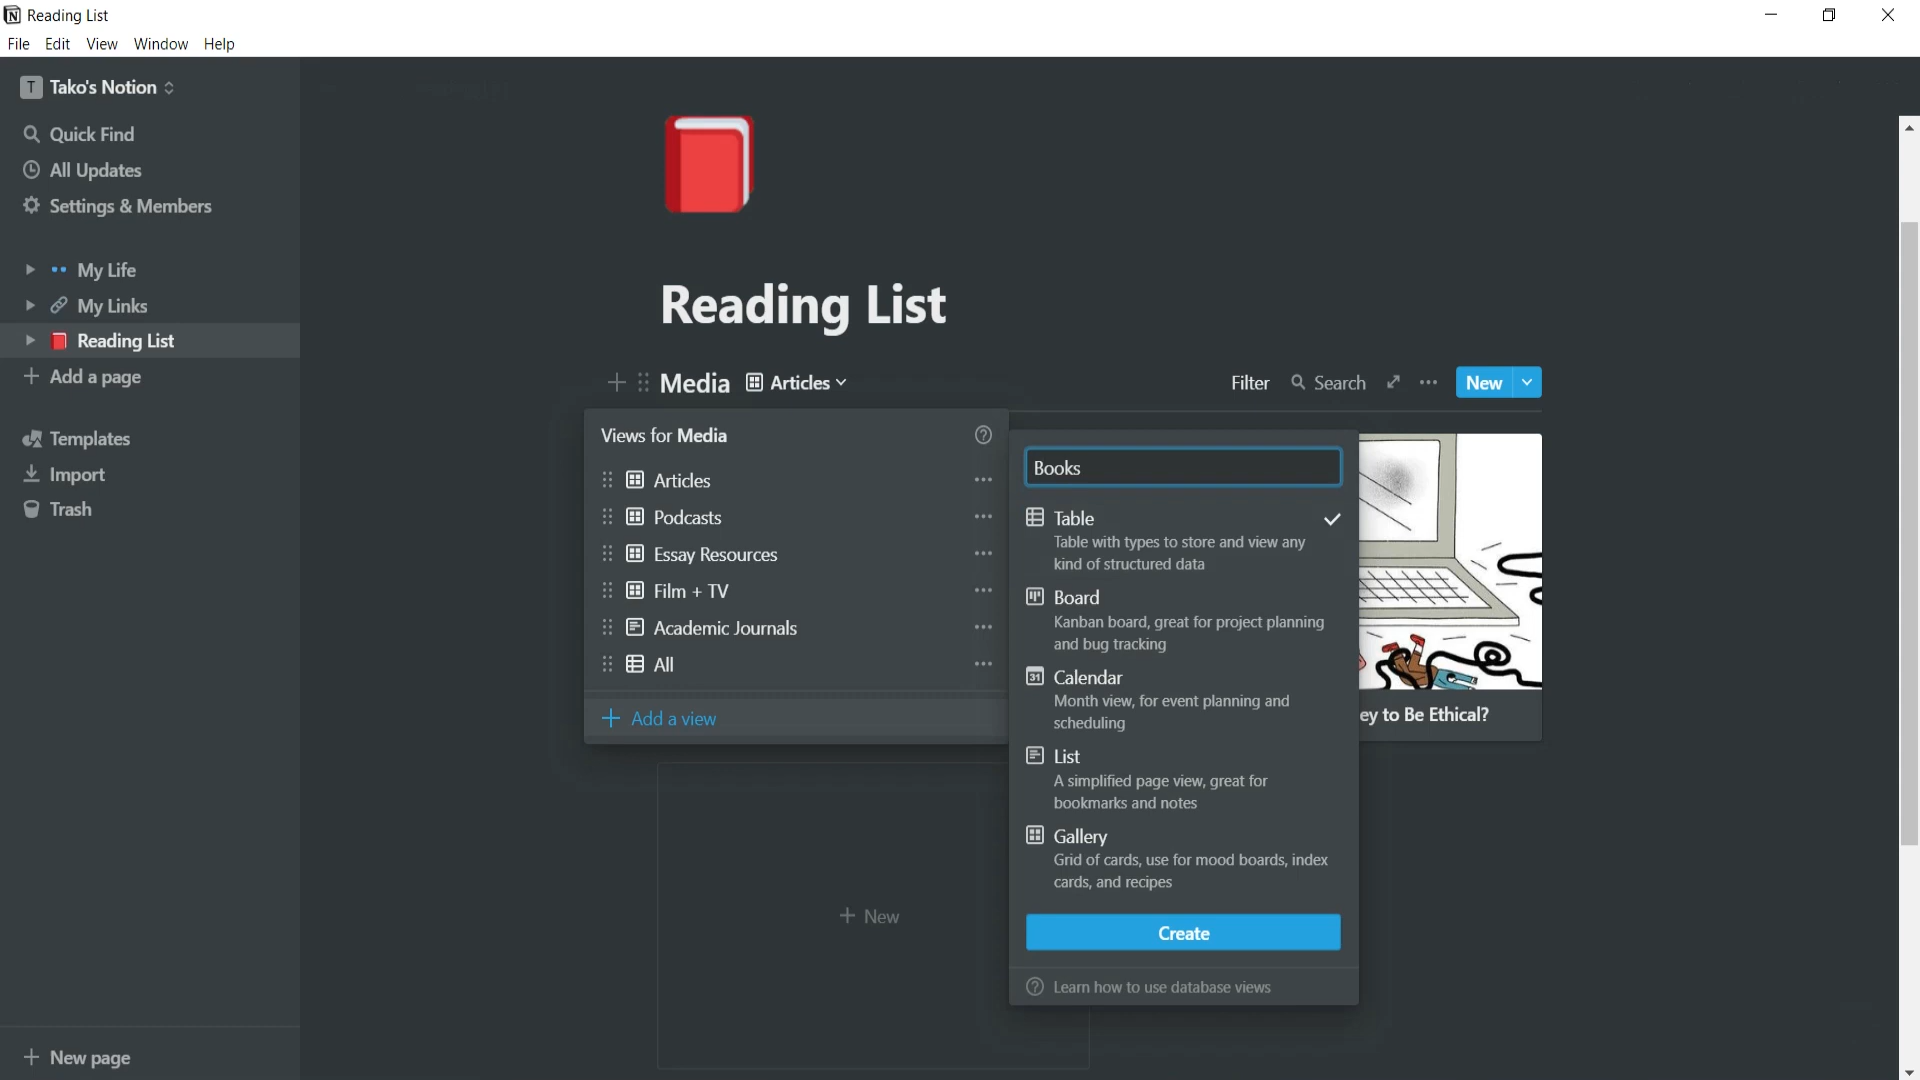 Reading List
File Edit View Window Help
T Tako's Notion
Quick Find
All Updates
Settings & Members
My Life
My Links
Reading List
Add a page
Templates
Import
Trash
New page
Reading List
Media Articles
Filter Search New
Views for Media
Articles
Podcasts
Essay Resources
Film + TV
Academic Journals
All
Add a view
+ New
Books
Table
Table with types to store and view any
kind of structured data
Board
Kanban board, great for project planning
and bug tracking
31 Calendar
Month view, for event planning and
scheduling
List
A simplified page view, great for
bookmarks and notes
Gallery
Grid of cards, use for mood boards, index
cards, and recipes
Create
Learn how to use database views
ey to Be Ethical?